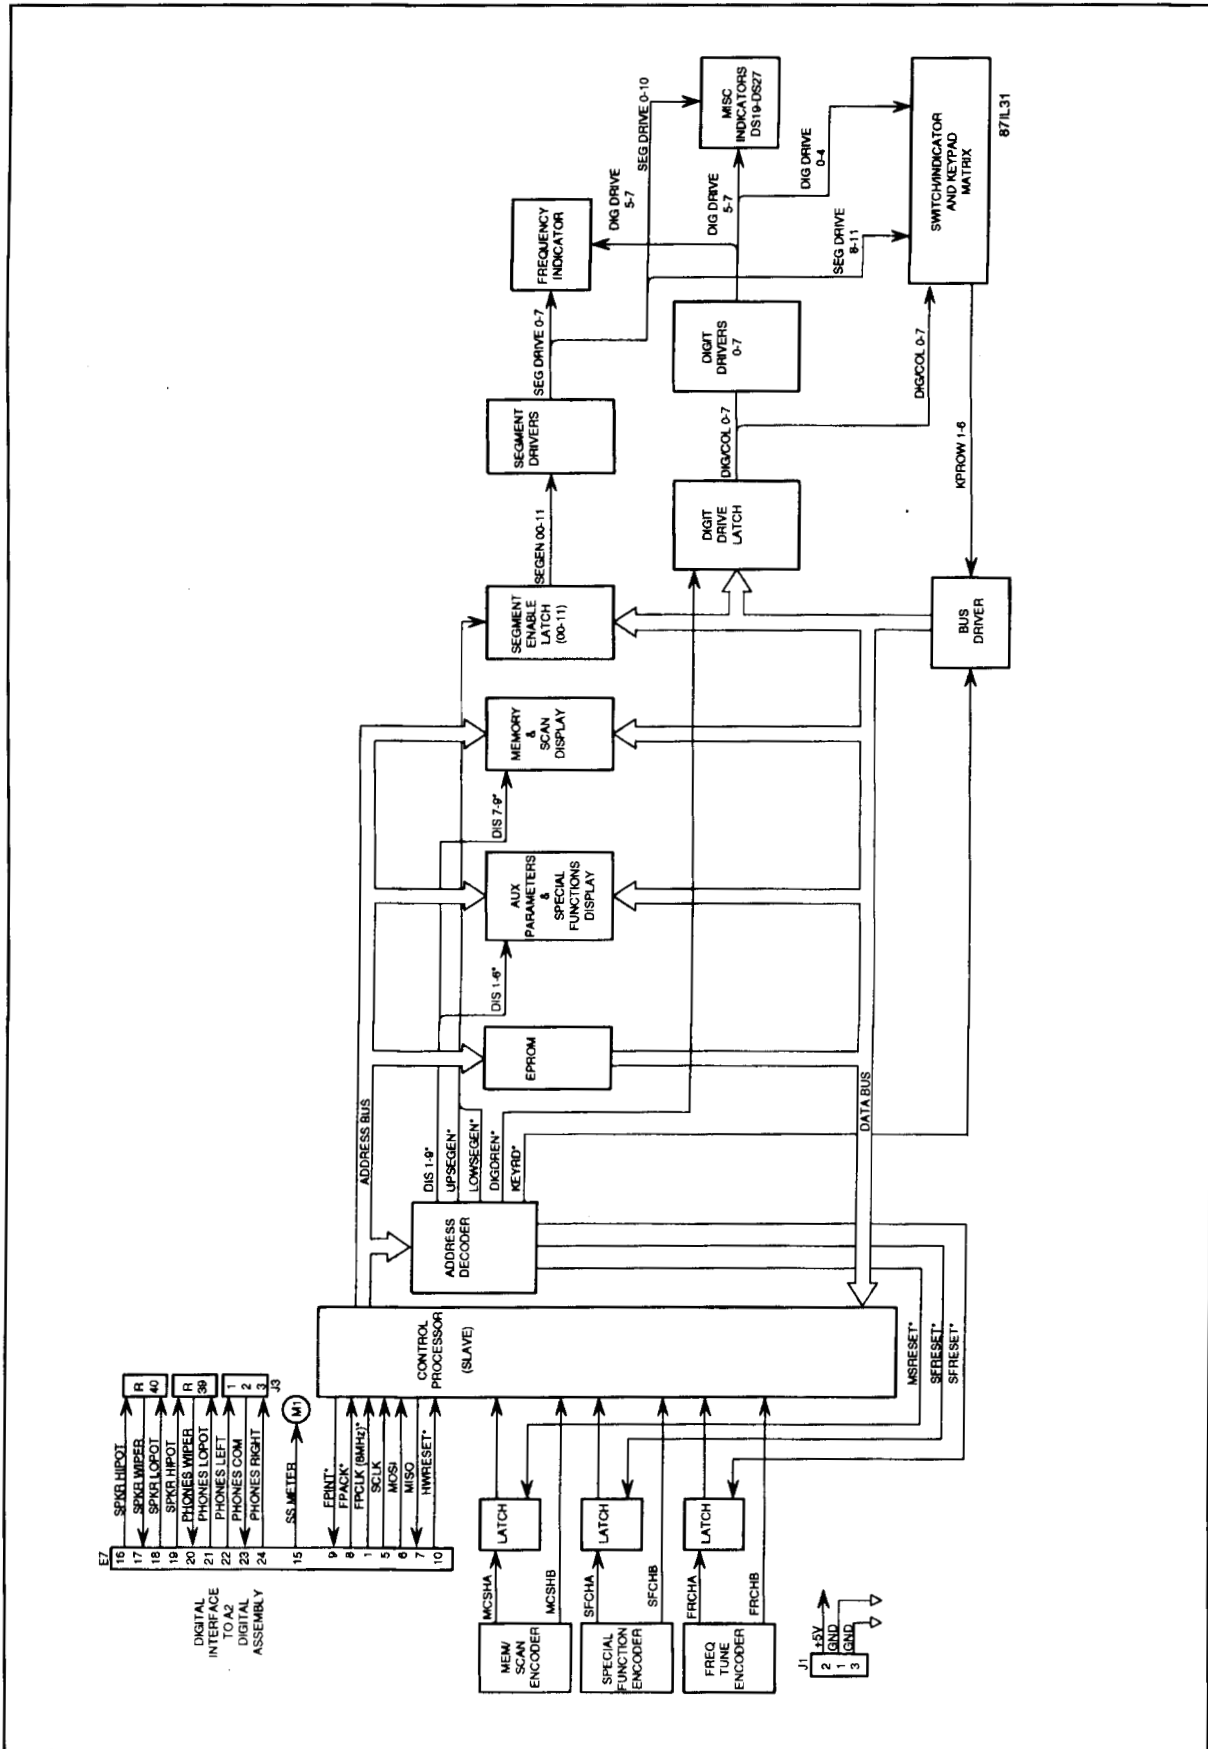 E7
16 SPKR HIPOT
17 SPKR WIPER
18 SPKR LOPOT
19 SPKR HIPOT
20 PHONES WIPER
21 PHONES LOPOT
22 PHONES LEFT
23 PHONES COM
24 PHONES RIGHT
R
40
R
39
1
2
3
J3
15 SS METER
M1
9 FPINT*
8 FPACK*
1 FPCLK (8MHz)*
5 SCLK
6 MOSI
7 MISO
10 HWRESET*
DIGITAL
INTERFACE
TO A2
DIGITAL
ASSEMBLY
CONTROL
PROCESSOR
(SLAVE)
MEM/
SCAN
ENCODER
MCSHA
MCSHB
LATCH
SPECIAL
FUNCTION
ENCODER
SFCHA
SFCHB
LATCH
FREQ
TUNE
ENCODER
FRCHA
FRCHB
LATCH
J1
2 +5V
1 GND
3 GND
MSRESET*
SFRESET*
SFRESET*
ADDRESS BUS
ADDRESS
DECODER
DIS 1-9*
UPSEGEN*
LOWSEGEN*
DIGDREN*
KEYRD*
DATA BUS
EPROM
DIS 1-6*
AUX
PARAMETERS
&
SPECIAL
FUNCTIONS
DISPLAY
DIS 7-9*
MEMORY
&
SCAN
DISPLAY
SEGMENT
ENABLE
LATCH
(00-11)
SEGEN 00-11
SEGMENT
DRIVERS
SEG DRIVE 0-7
FREQUENCY
INDICATOR
SEG DRIVE 0-10
MISC
INDICATORS
DS19-DS27
DIGIT
DRIVE
LATCH
DIG/COL 0-7
DIGIT
DRIVERS
0-7
DIG DRIVE
5-7
DIG DRIVE
5-7
DIG DRIVE
0-4
SEG DRIVE
8-11
DIG/COL 0-7
SWITCH/INDICATOR
AND KEYPAD
MATRIX
KPROW 1-6
BUS
DRIVER
87IL31